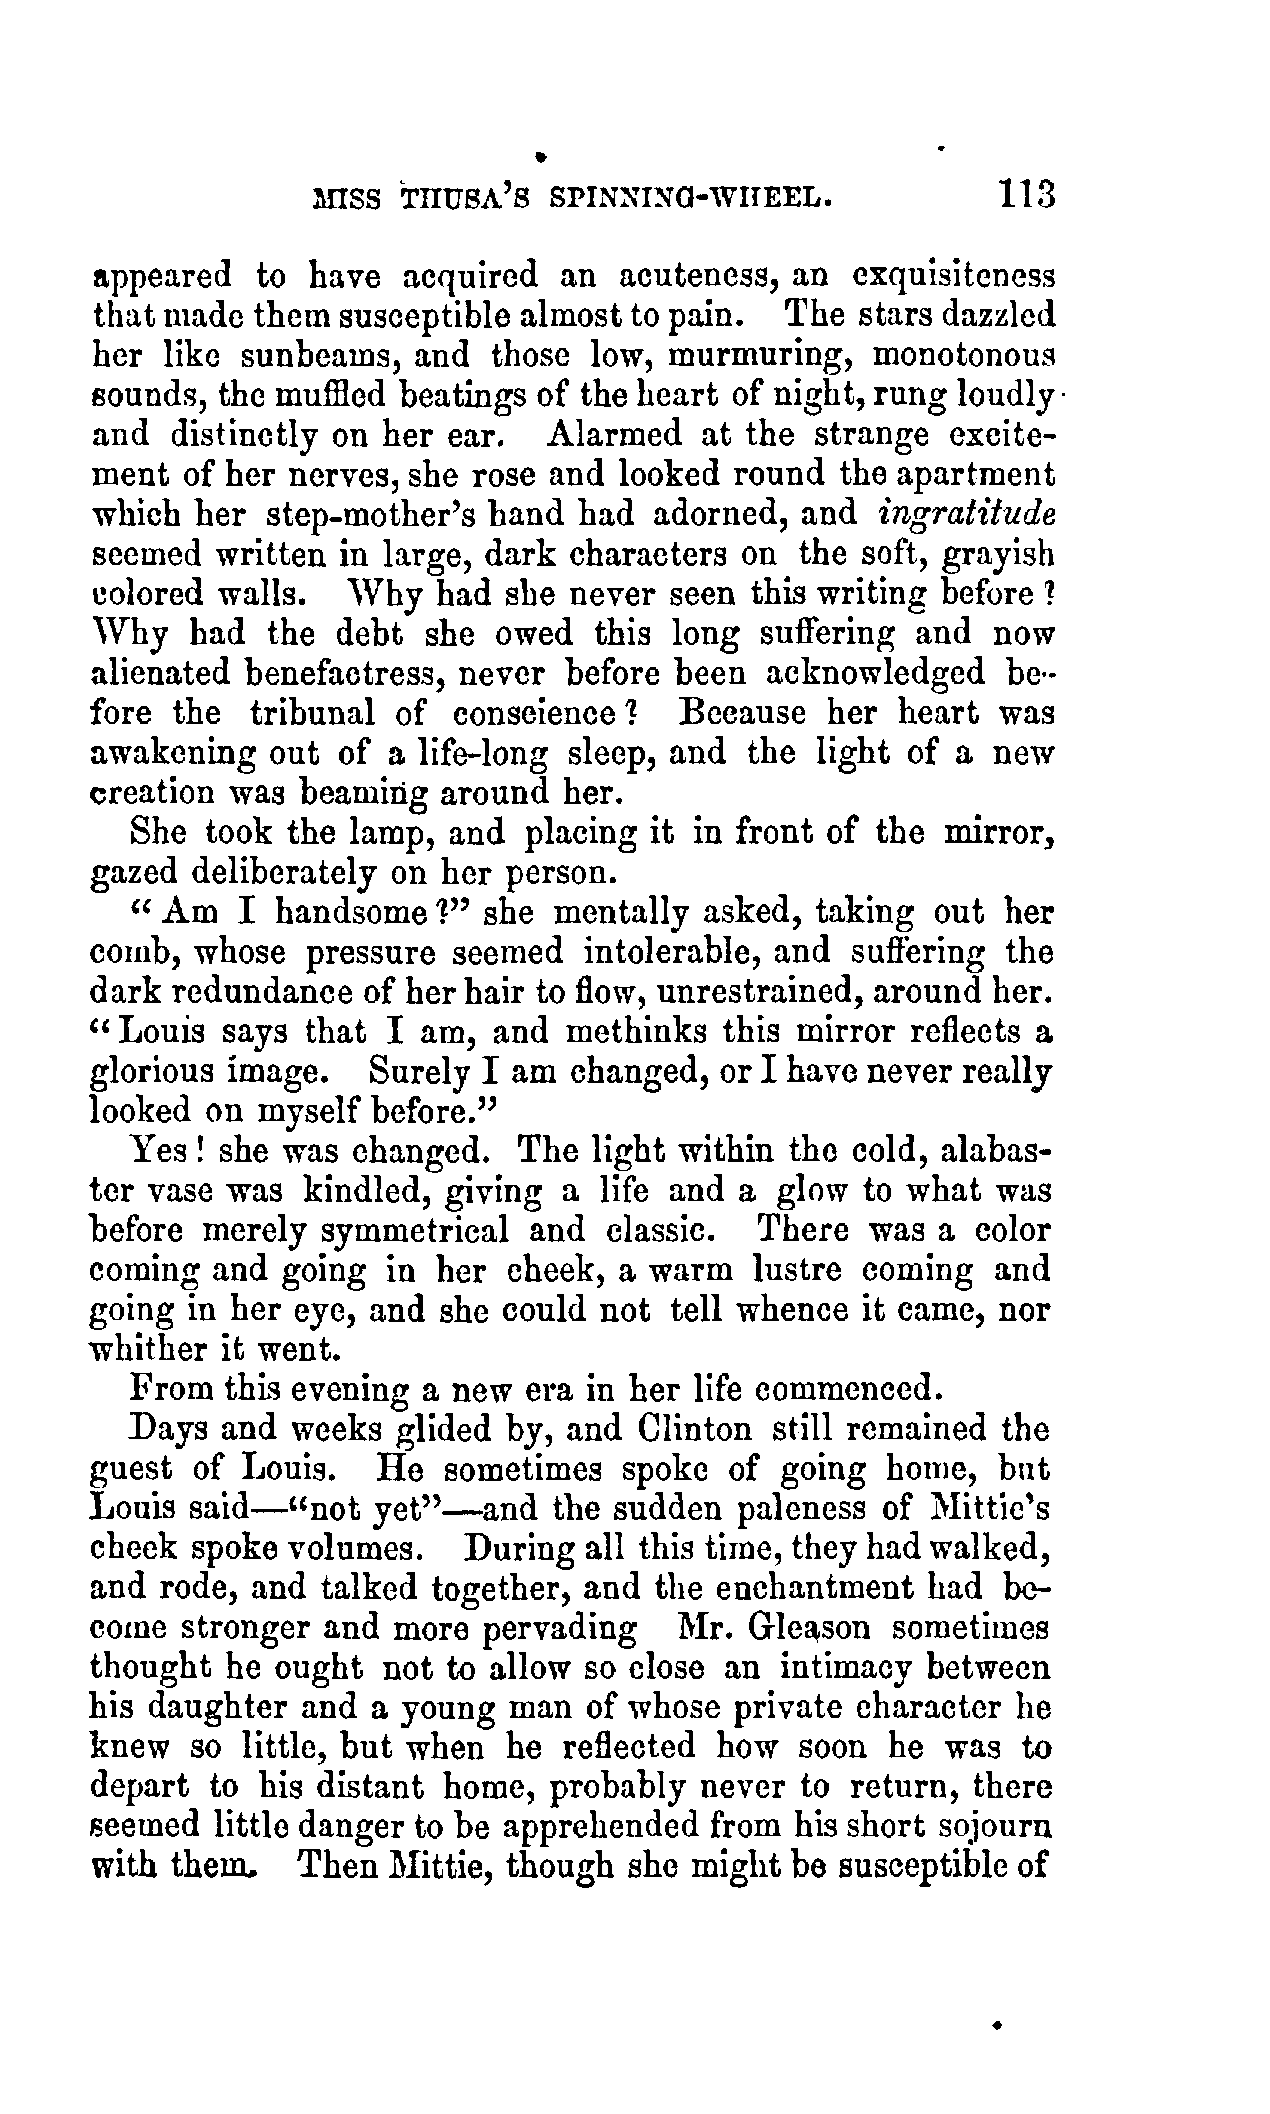 MISS THUSA'S SPINNING-WHEEL. 113
appeared to have acquired an acuteness, an exquisiteness
that made them susceptible almost to pain. The stars dazzled
her like sunbeams, and those low, murmuring, monotonous
sounds, the muffled beatings of the heart of night, rung loudly
and distinctly on her ear. Alarmed at the strange excite-
ment of her nerves, she rose and looked round the apartment
which her step-mother's hand had adorned, and ingratitude
seemed written in large, dark characters on the soft, grayish
colored walls. Why had she never seen this writing before?
Why had the debt she owed this long suffering and now
alienated benefactress, never before been acknowledged be-
fore the tribunal of conscience? Because her heart was
awakening out of a life-long sleep, and the light of a new
creation was beaming around her.
She took the lamp, and placing it in front of the mirror,
gazed deliberately on her person.
"Am I handsome?" she mentally asked, taking out her
comb, whose pressure seemed intolerable, and suffering the
dark redundance of her hair to flow, unrestrained, around her.
"Louis says that I am, and methinks this mirror reflects a
glorious image. Surely I am changed, or I have never really
looked on myself before."
Yes! she was changed. The light within the cold, alabas-
ter vase was kindled, giving a life and a glow to what was
before merely symmetrical and classic. There was a color
coming and going in her cheek, a warm lustre coming and
going in her eye, and she could not tell whence it came, nor
whither it went.
From this evening a new era in her life commenced.
Days and weeks glided by, and Clinton still remained the
guest of Louis. He sometimes spoke of going home, but
Louis said—"not yet"—and the sudden paleness of Mittie's
cheek spoke volumes. During all this time, they had walked,
and rode, and talked together, and the enchantment had be-
come stronger and more pervading Mr. Gleason sometimes
thought he ought not to allow so close an intimacy between
his daughter and a young man of whose private character he
knew so little, but when he reflected how soon he was to
depart to his distant home, probably never to return, there
seemed little danger to be apprehended from his short sojourn
with them. Then Mittie, though she might be susceptible of